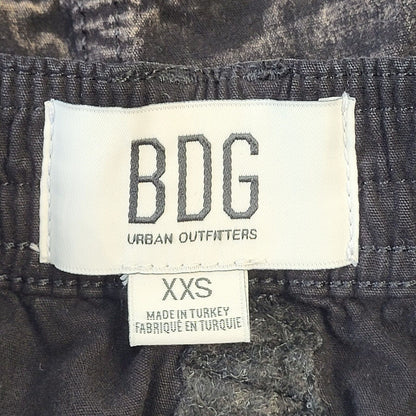 BDG
URBAN OUTFITTERS
XXS
MADE IN TURKEY
FABRIQUÉ EN TURQUIE